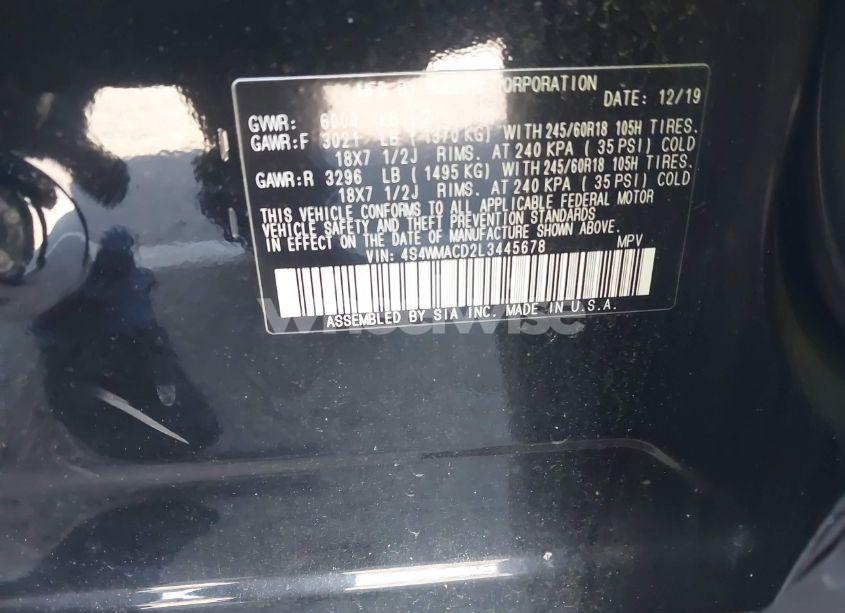 CORPORATION
DATE: 12/19
GVWR:
GAWR:F 3021 LB ( 1370 KG) WITH 245/60R18 105H TIRES.
18X7 1/2J RIMS. AT 240 KPA ( 35 PSI) COLD
GAWR:R 3296 LB ( 1495 KG) WITH 245/60R18 105H TIRES.
18X7 1/2J RIMS. AT 240 KPA ( 35 PSI) COLD
THIS VEHICLE CONFORMS TO ALL APPLICABLE FEDERAL MOTOR
VEHICLE SAFETY AND THEFT PREVENTION STANDARDS
IN EFFECT ON THE DATE OF MANUFACTURE SHOWN ABOVE.
VIN: 4S4WMACD2L3445678 MPV
ASSEMBLED BY SIA INC. MADE IN U.S.A.